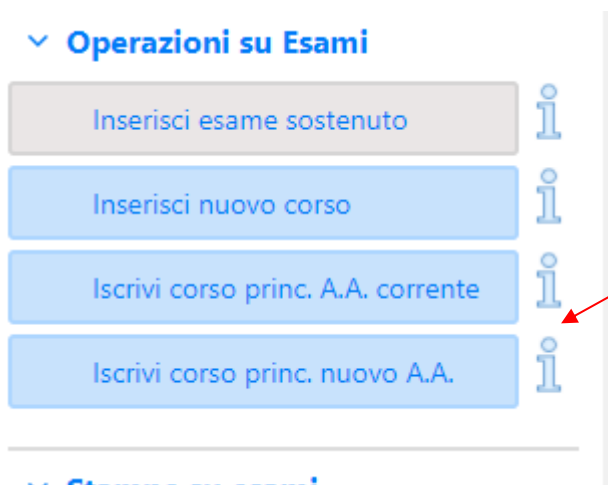 Operazioni su Esami
Inserisci esame sostenuto
Inserisci nuovo corso
Iscrivi corso princ. A.A. corrente
Iscrivi corso princ. nuovo A.A.